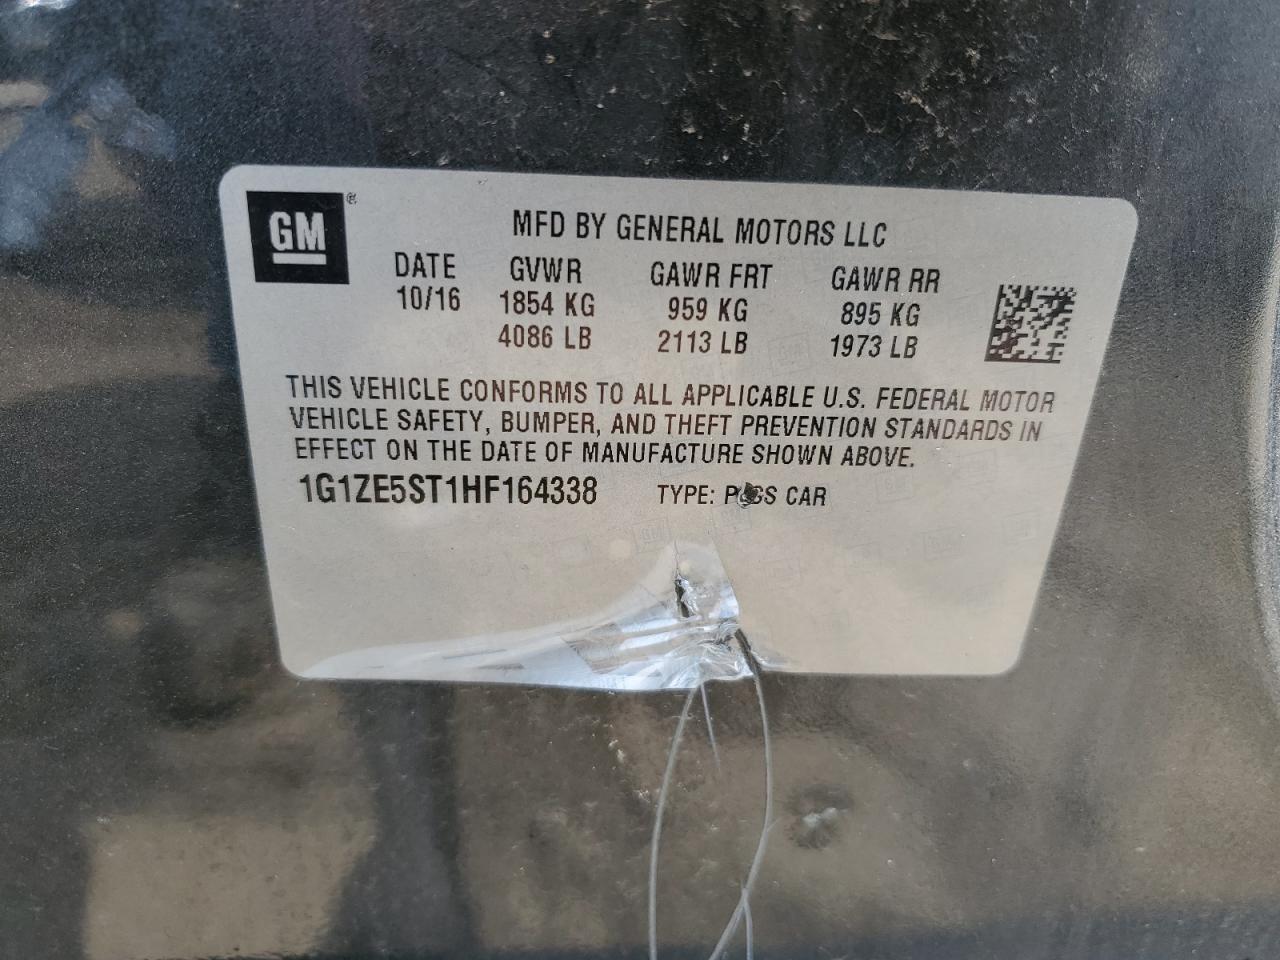 GM®
MFD BY GENERAL MOTORS LLC
DATE GVWR GAWR FRT GAWR RR
10/16 1854 KG 959 KG 895 KG
4086 LB 2113 LB 1973 LB
THIS VEHICLE CONFORMS TO ALL APPLICABLE U.S. FEDERAL MOTOR
VEHICLE SAFETY, BUMPER, AND THEFT PREVENTION STANDARDS IN
EFFECT ON THE DATE OF MANUFACTURE SHOWN ABOVE.
1G1ZE5ST1HF164338 TYPE: PASS CAR